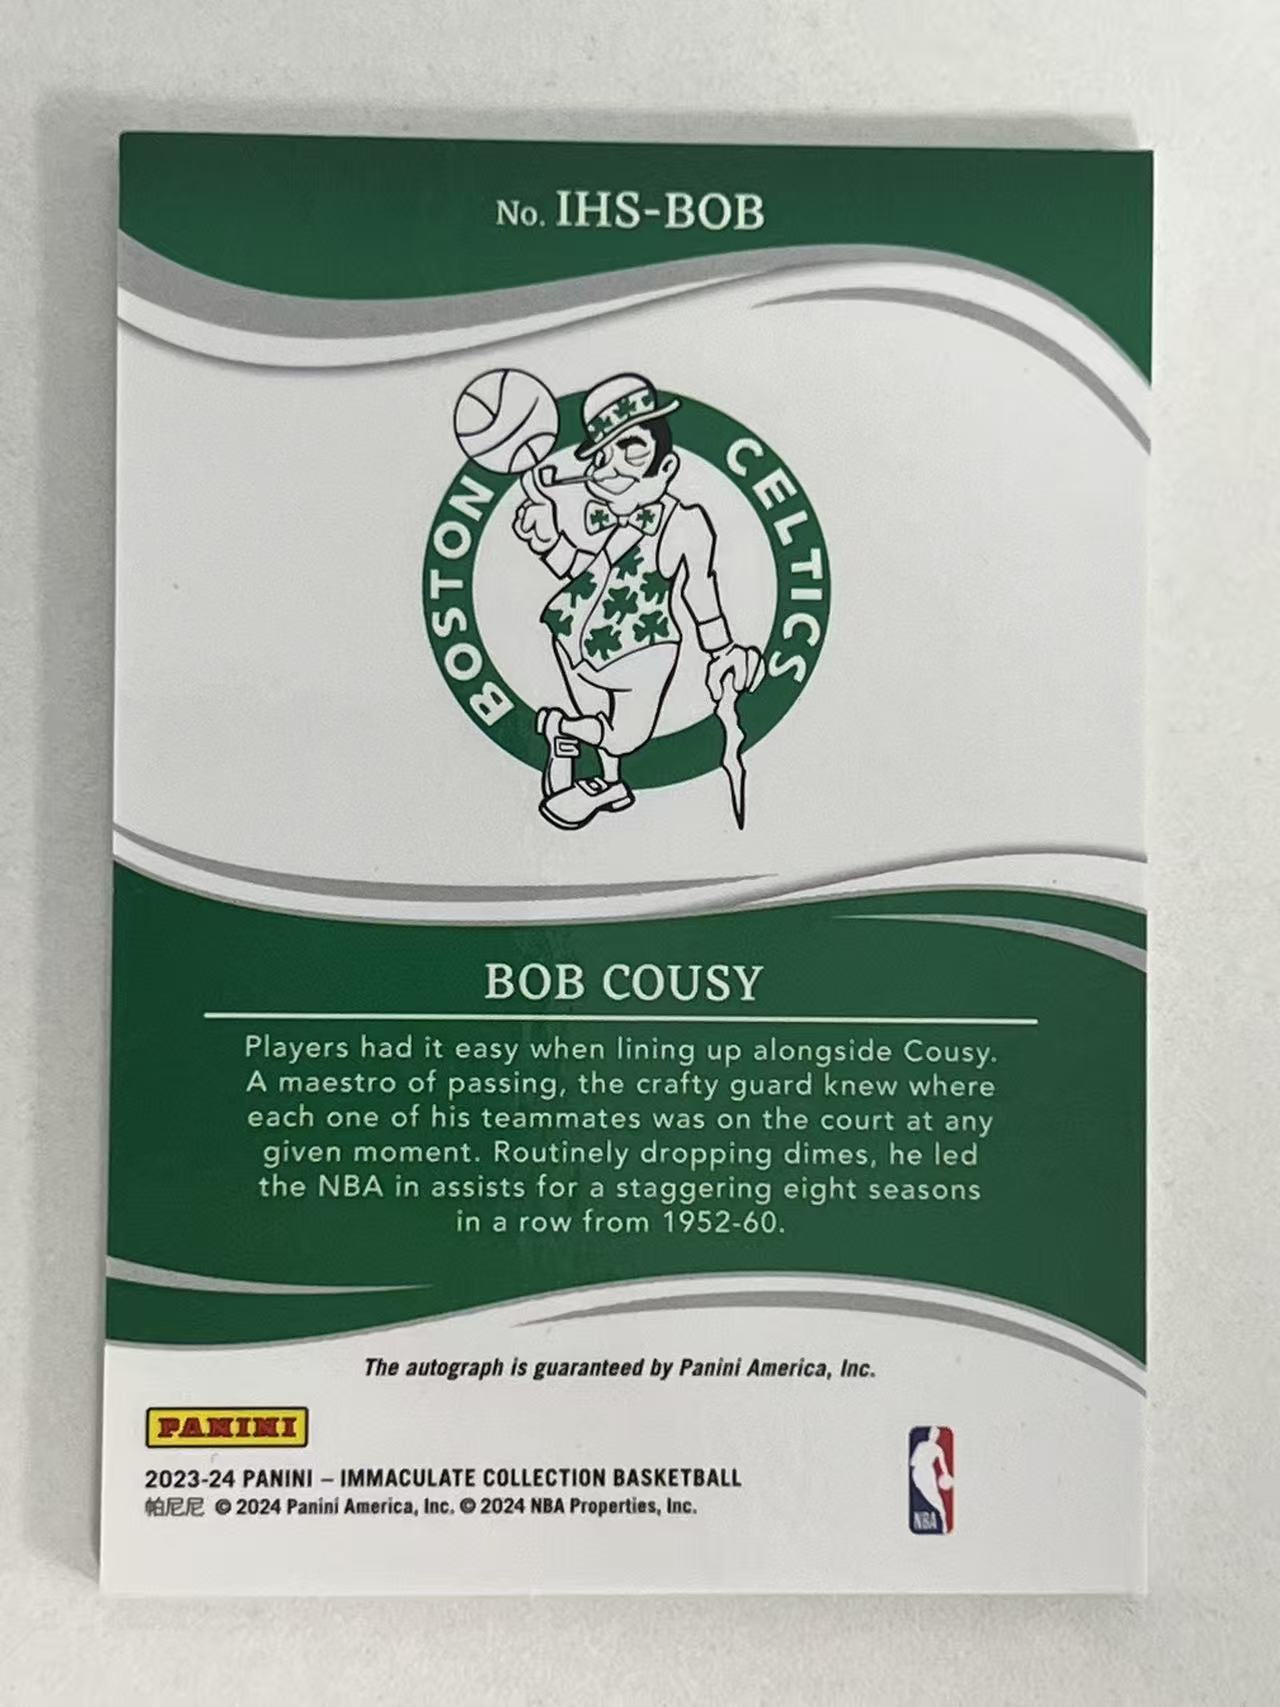 No. IHS-BOB
BOSTON CELTICS
BOB COUSY
Players had it easy when lining up alongside Cousy.
A maestro of passing, the crafty guard knew where
each one of his teammates was on the court at any
given moment. Routinely dropping dimes, he led
the NBA in assists for a staggering eight seasons
in a row from 1952-60.
The autograph is guaranteed by Panini America, Inc.
PANINI
2023-24 PANINI – IMMACULATE COLLECTION BASKETBALL
帕尼尼 © 2024 Panini America, Inc. © 2024 NBA Properties, Inc.
NBA